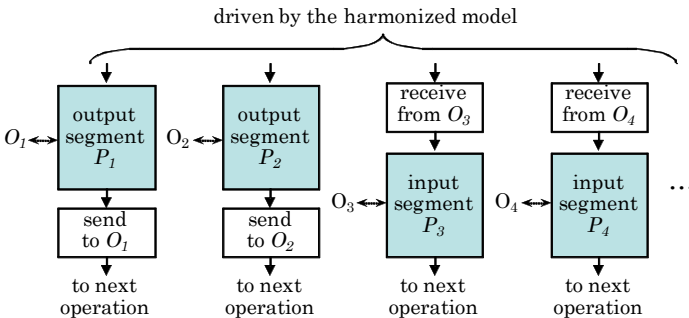 driven by the harmonized model
O1
output
segment
P1
send
to O1
to next
operation
O2
output
segment
P2
send
to O2
to next
operation
receive
from O3
O3
input
segment
P3
to next
operation
receive
from O4
O4
input
segment
P4
to next
operation
...